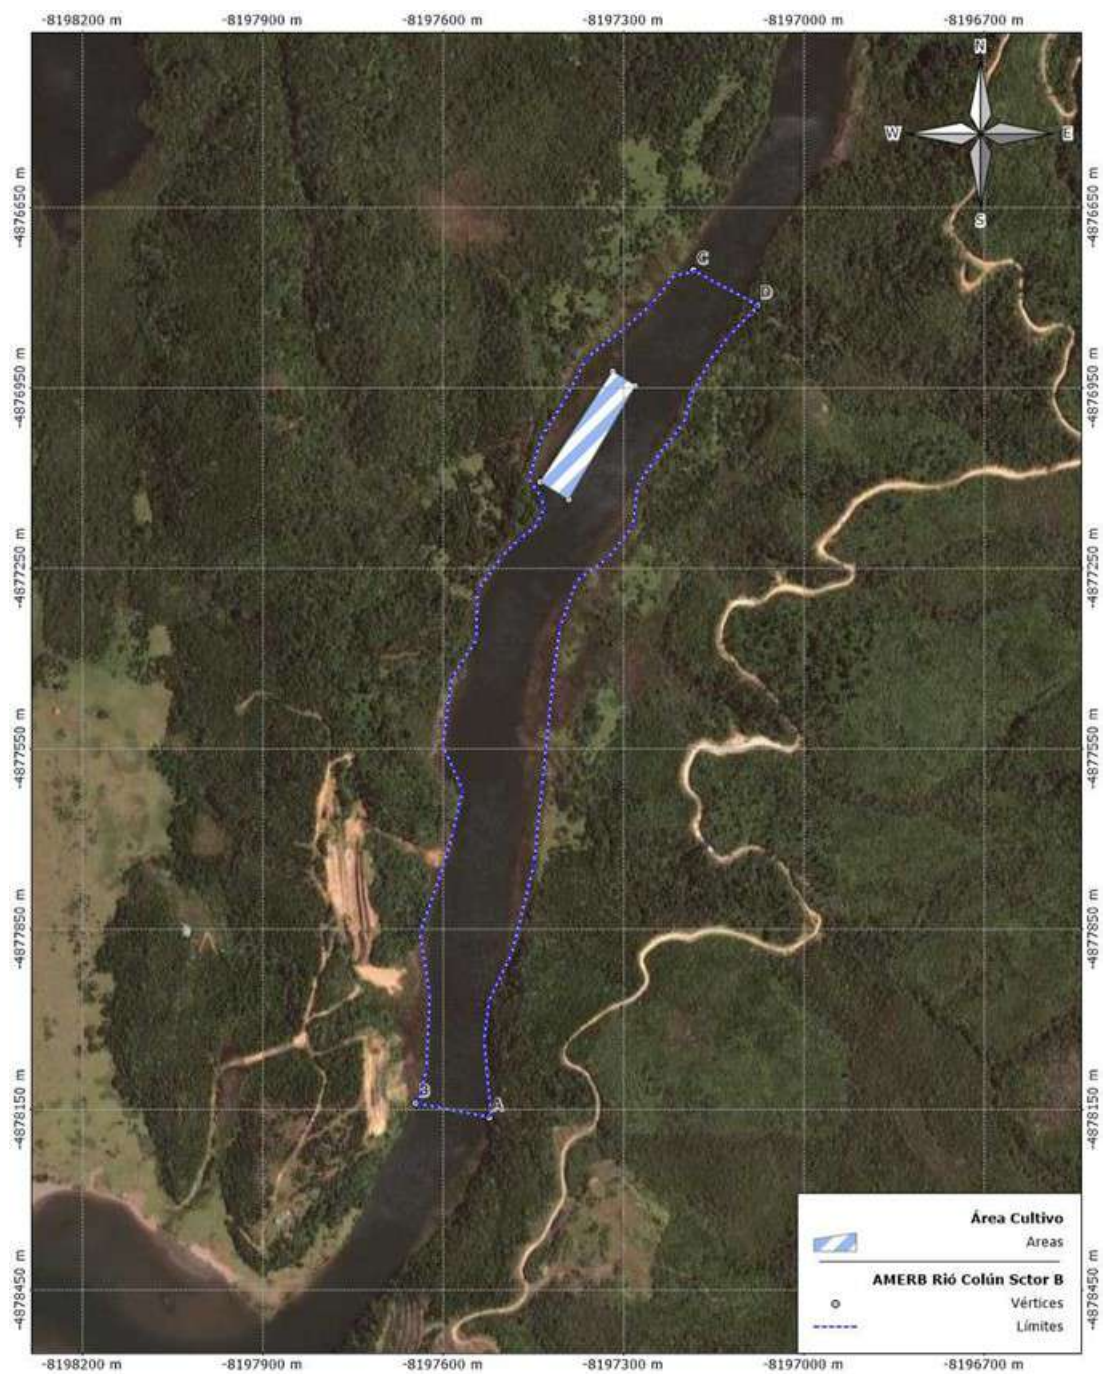 -8198200 m -8197900 m -8197600 m -8197300 m -8197000 m -8196700 m
N
W E
S
-4876650 m -4876650 m
C
D
-4876950 m -4876950 m
-4877250 m -4877250 m
-4877550 m -4877550 m
-4877850 m -4877850 m
B
A
-4878150 m -4878150 m
Área Cultivo
Areas
-4878450 m -4878450 m
AMERB Rió Colún Sctor B
Vértices
Límites
-8198200 m -8197900 m -8197600 m -8197300 m -8197000 m -8196700 m